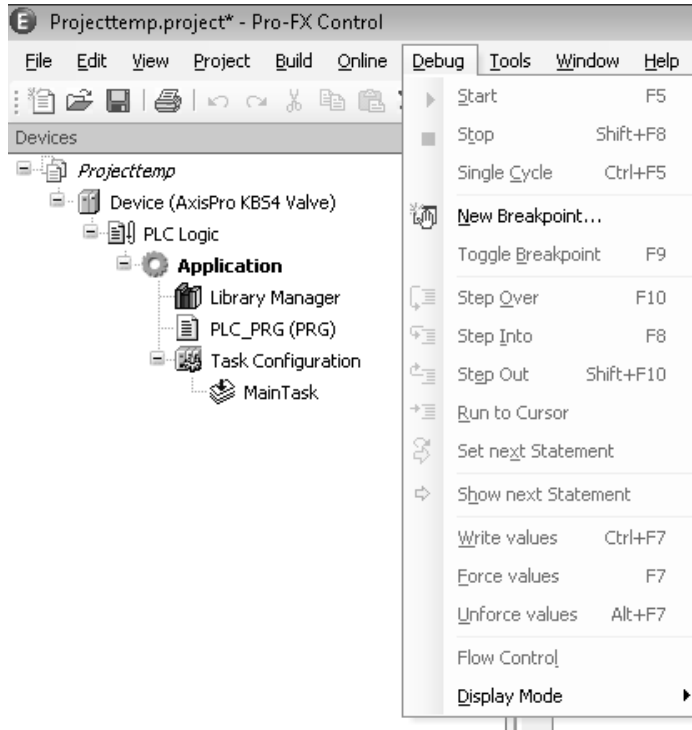 Projecttemp.project* - Pro-FX Control
File Edit View Project Build Online Debug Tools Window Help
Devices
Projecttemp
Device (AxisPro KBS4 Valve)
PLC Logic
Application
Library Manager
PLC_PRG (PRG)
Task Configuration
MainTask
Start F5
Stop Shift+F8
Single Cycle Ctrl+F5
New Breakpoint...
Toggle Breakpoint F9
Step Over F10
Step Into F8
Step Out Shift+F10
Run to Cursor
Set next Statement
Show next Statement
Write values Ctrl+F7
Force values F7
Unforce values Alt+F7
Flow Control
Display Mode